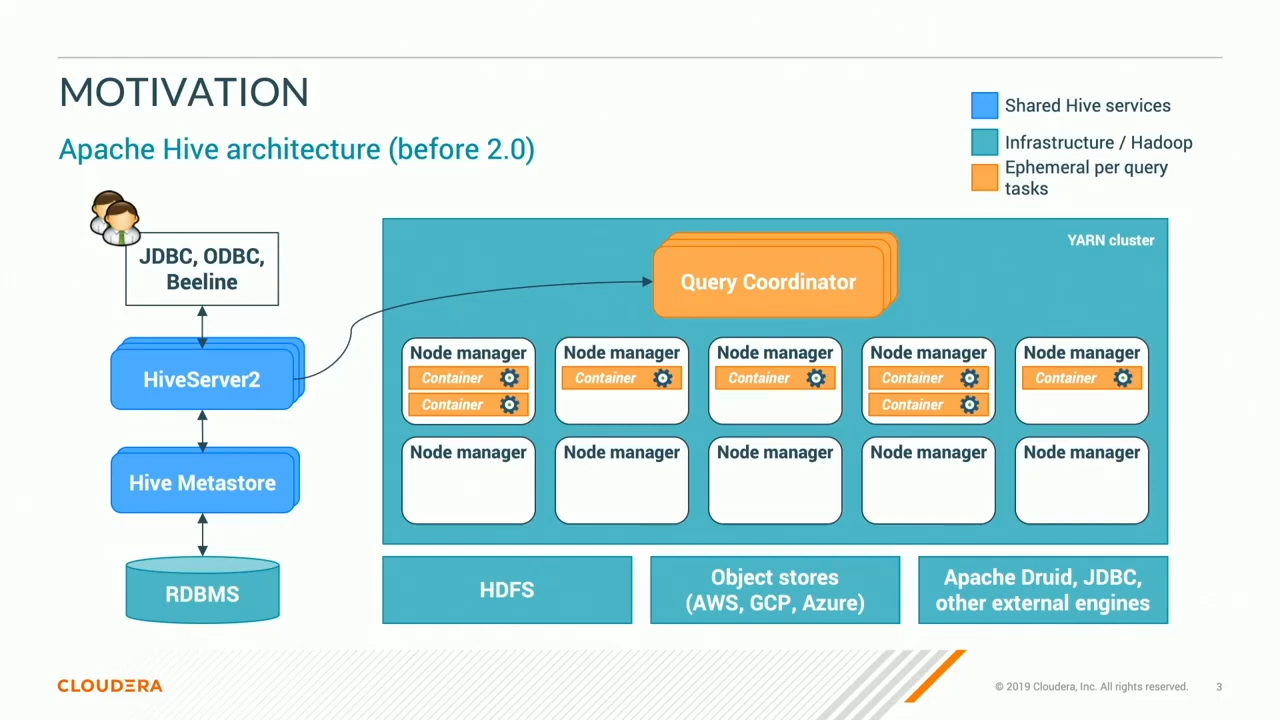 MOTIVATION
Apache Hive architecture (before 2.0)
Shared Hive services
Infrastructure / Hadoop
Ephemeral per query
tasks
JDBC, ODBC,
Beeline
HiveServer2
Hive Metastore
RDBMS
YARN cluster
Query Coordinator
Node manager
Container
Container
Node manager
Container
Node manager
Container
Node manager
Container
Container
Node manager
Container
Node manager
Node manager
Node manager
Node manager
Node manager
HDFS
Object stores
(AWS, GCP, Azure)
Apache Druid, JDBC,
other external engines
CLOUDERA
© 2019 Cloudera, Inc. All rights reserved.
3